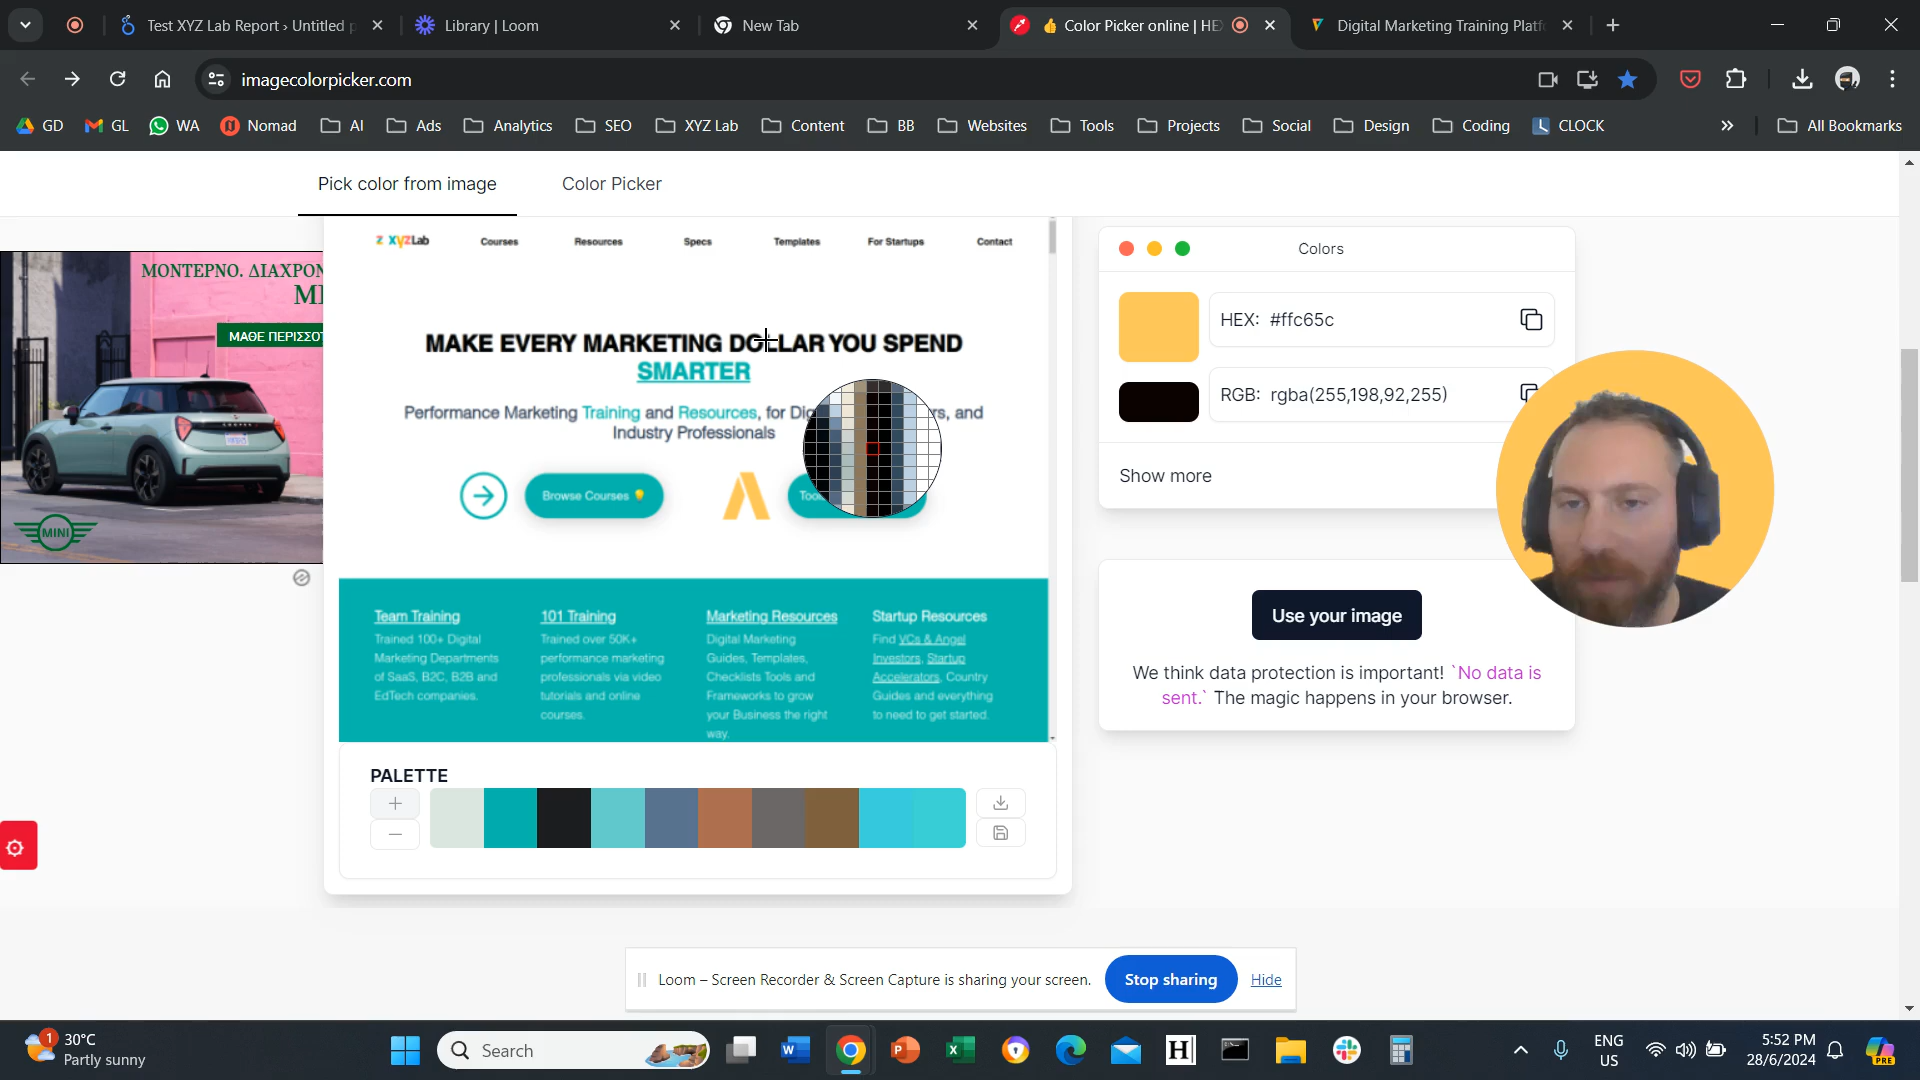 Test XYZ Lab Report › Untitled
Library | Loom
New Tab
👍 Color Picker online | HE
Digital Marketing Training Platf
imagecolorpicker.com
GD
GL
WA
Nomad
AI
Ads
Analytics
SEO
XYZ Lab
Content
BB
Websites
Tools
Projects
Social
Design
Coding
CLOCK
All Bookmarks
Pick color from image
Color Picker
ΜΟΝΤΕΡΝΟ. ΔΙΑΧΡΟΝ
ΜΑΘΕ ΠΕΡΙΣΣΟΤ
MINI
XYZLab
Courses
Resources
Specs
Templates
For Startups
Contact
MAKE EVERY MARKETING DOLLAR YOU SPEND
SMARTER
Performance Marketing Training and Resources, for
rs, and
Industry Professionals
Browse Courses 💡
Team Training
Trained 100+ Digital
Marketing Departments
of SaaS, B2C, B2B and
EdTech companies.
101 Training
Trained over 50K+
performance marketing
professionals via video
tutorials and online
courses.
Marketing Resources
Digital Marketing
Guides, Templates,
Checklists Tools and
Frameworks to grow
your Business the right
way.
Startup Resources
Find VCs & Angel
Investors, Startup
Accelerators, Country
Guides and everything
to need to get started.
PALETTE
Colors
HEX: #ffc65c
RGB: rgba(255,198,92,255)
Show more
Use your image
We think data protection is important! `No data is
sent.` The magic happens in your browser.
Loom – Screen Recorder & Screen Capture is sharing your screen.
Stop sharing
Hide
1
30°C
Partly sunny
Search
ENG
US
5:52 PM
28/6/2024
PRE